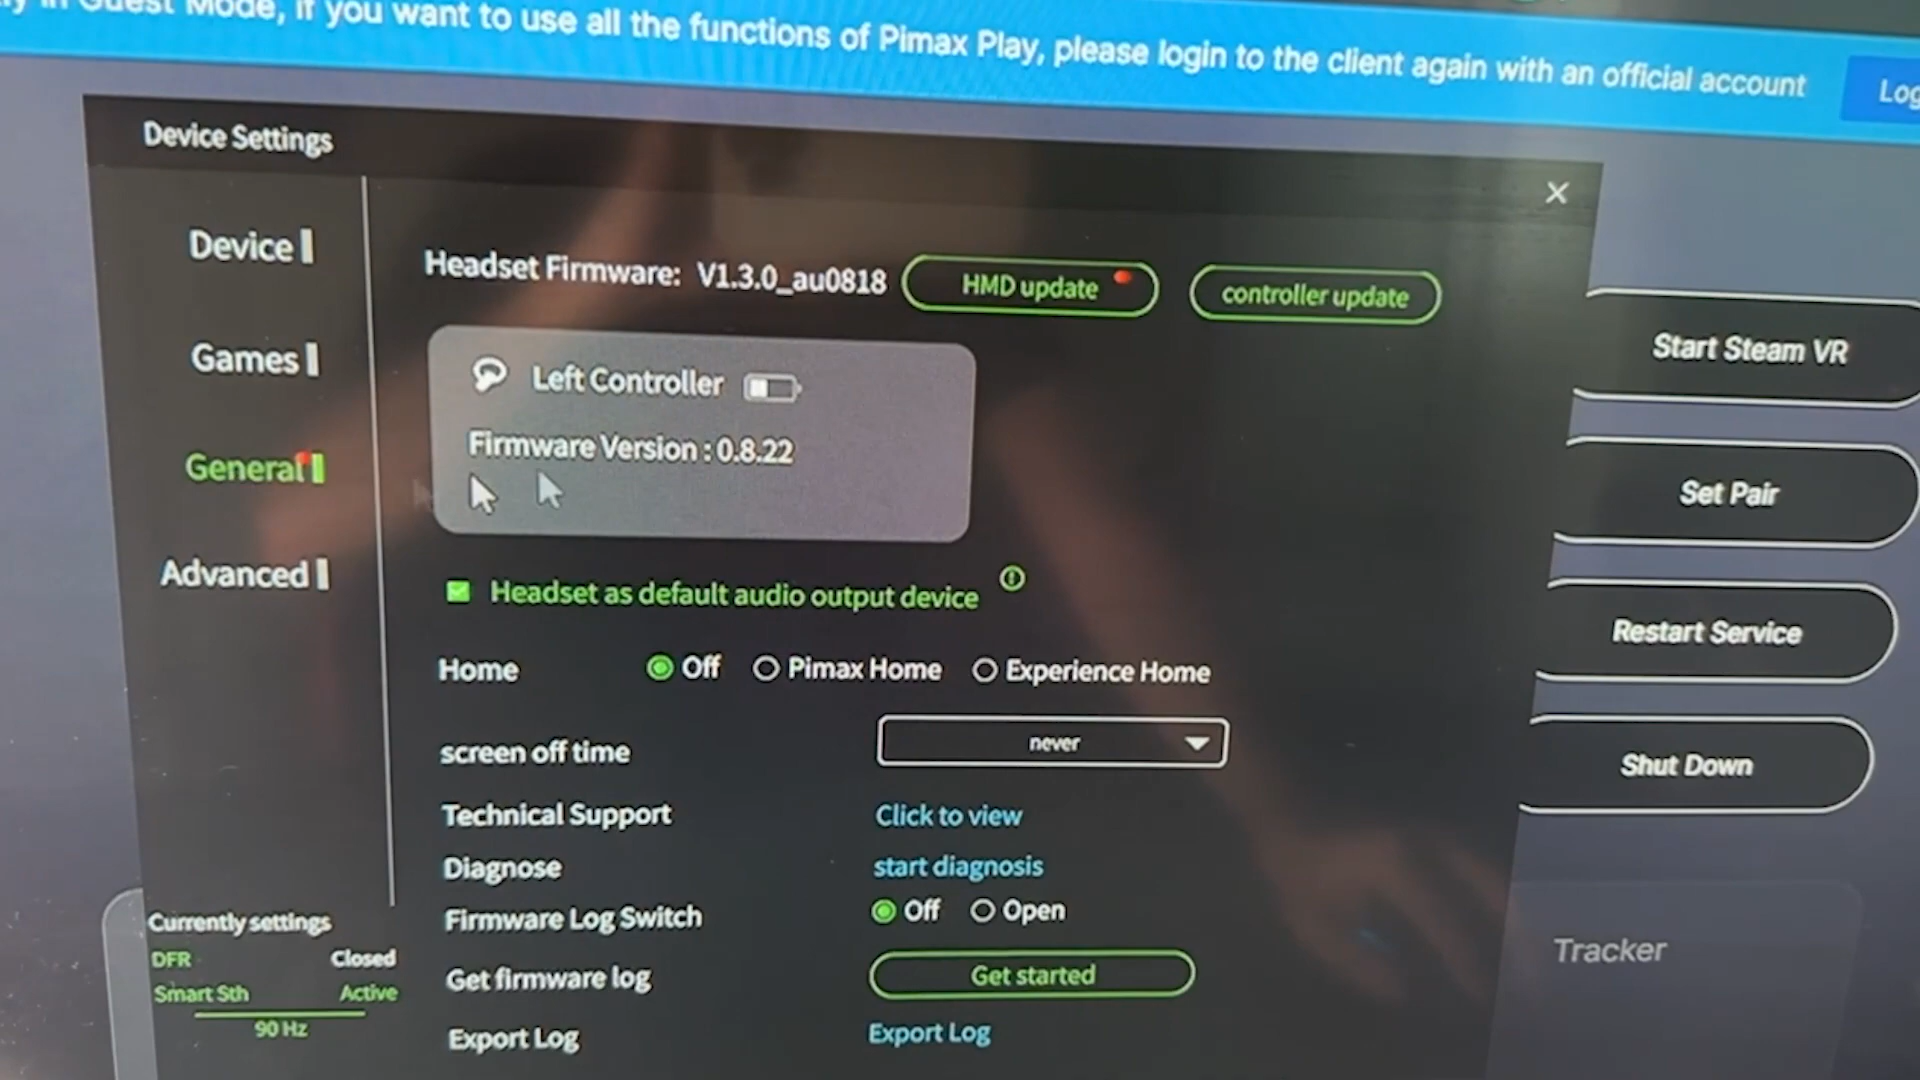 in Guest Mode, if you want to use all the functions of Pimax Play, please login to the client again with an official account
Device Settings
Device
Games
General
Advanced
Headset Firmware: V1.3.0_au0818
HMD update
controller update
Left Controller
Firmware Version : 0.8.22
Headset as default audio output device
Home
Off
Pimax Home
Experience Home
screen off time
never
Technical Support
Click to view
Diagnose
start diagnosis
Firmware Log Switch
Off
Open
Get firmware log
Get started
Export Log
Export Log
Currently settings
DFR
Closed
Smart Sth
Active
90 Hz
Start Steam VR
Set Pair
Restart Service
Shut Down
Tracker